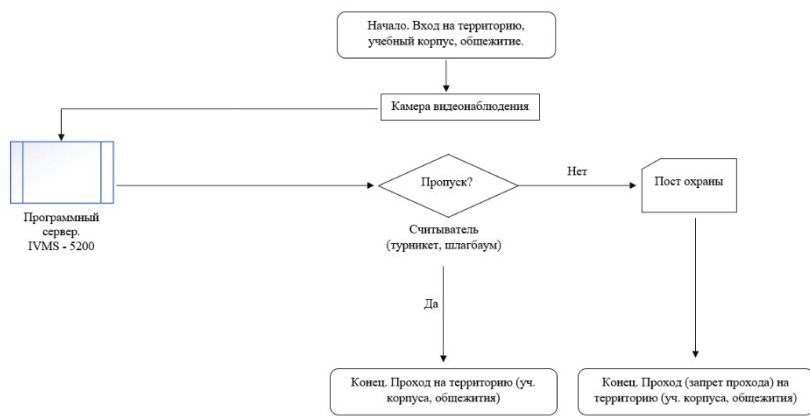 Начало. Вход на территорию,
учебный корпус, общежитие.
Камера видеонаблюдения
Программный
сервер.
IVMS - 5200
Пропуск?
Считыватель
(турникет, шлагбаум)
Нет
Пост охраны
Да
Конец. Проход на территорию (уч.
корпуса, общежития)
Конец. Проход (запрет прохода) на
территорию (уч. корпуса, общежития)